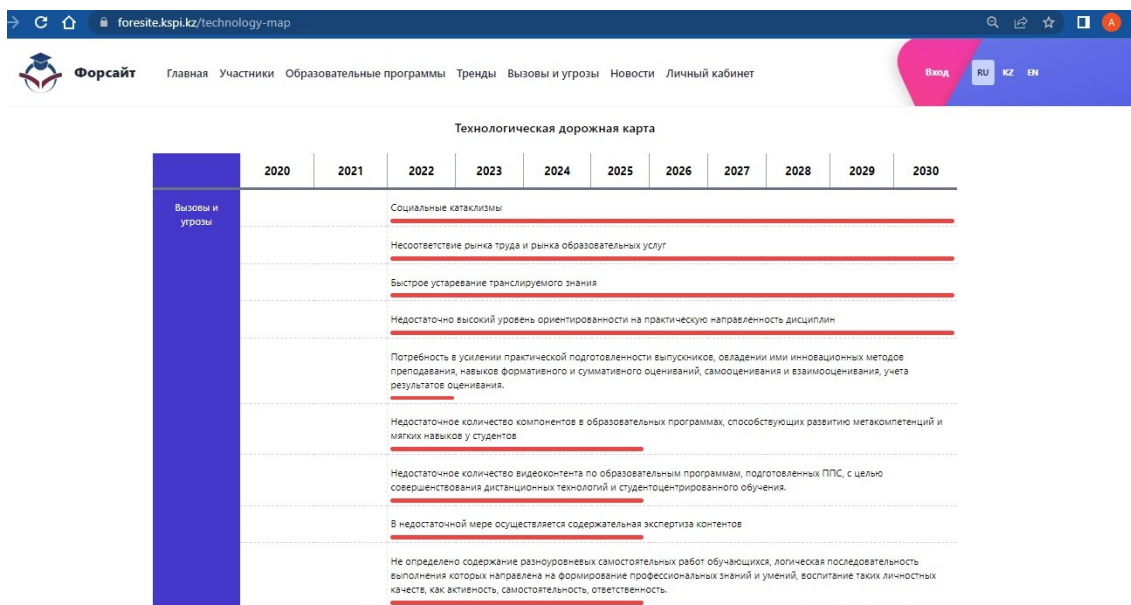 foresite.kspi.kz/technology-map
A
Форсайт
Главная Участники Образовательные программы Тренды Вызовы и угрозы Новости Личный кабинет
Вход
RU KZ EN
Технологическая дорожная карта
2020 2021 2022 2023 2024 2025 2026 2027 2028 2029 2030
Вызовы и
угрозы
Социальные катаклизмы
Несоответствие рынка труда и рынка образовательных услуг
Быстрое устаревание транслируемого знания
Недостаточно высокий уровень ориентированности на практическую направленность дисциплин
Потребность в усилении практической подготовленности выпускников, овладении ими инновационных методов
преподавания, навыков формативного и суммативного оцениваний, самооценивания и взаимооценивания, учета
результатов оценивания.
Недостаточное количество компонентов в образовательных программах, способствующих развитию метакомпетенций и
мягких навыков у студентов
Недостаточное количество видеоконтента по образовательным программам, подготовленных ППС, с целью
совершенствования дистанционных технологий и студентоцентрированного обучения.
В недостаточной мере осуществляется содержательная экспертиза контентов
Не определено содержание разноуровневых самостоятельных работ обучающихся, логическая последовательность
выполнения которых направлена на формирование профессиональных знаний и умений, воспитание таких личностных
качеств, как активность, самостоятельность, ответственность.